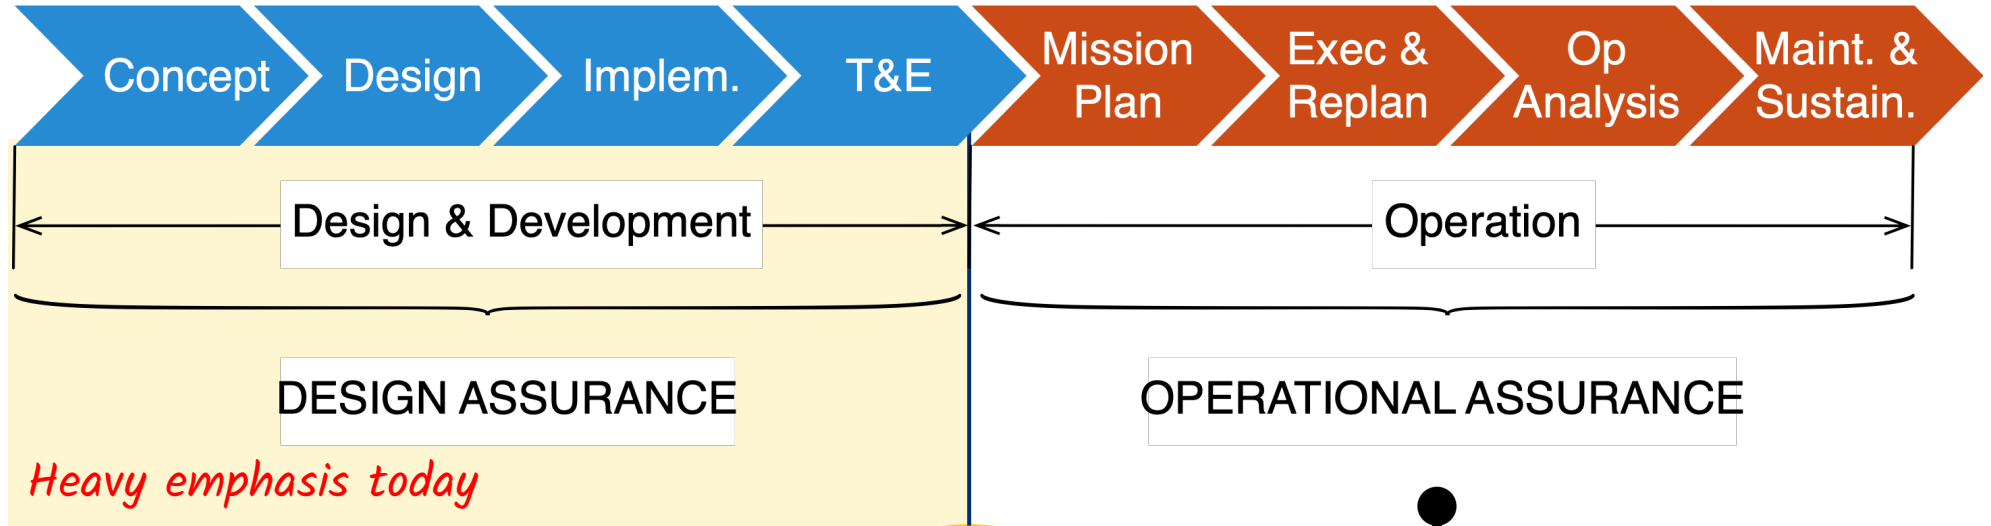 Concept
Design
Implem.
T&E
Mission
Plan
Exec &
Replan
Op
Analysis
Maint. &
Sustain.
Design & Development
Operation
DESIGN ASSURANCE
OPERATIONAL ASSURANCE
Heavy emphasis today